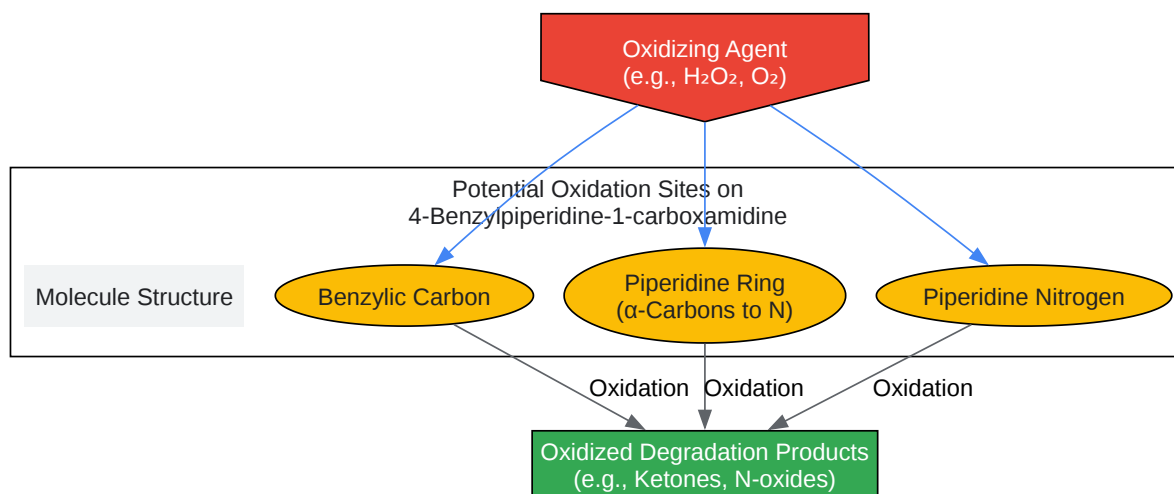 Oxidizing Agent
(e.g., H₂O₂, O₂)
Potential Oxidation Sites on
4-Benzylpiperidine-1-carboxamidine
Molecule Structure
Benzylic Carbon
Piperidine Ring
(α-Carbons to N)
Piperidine Nitrogen
Oxidation
Oxidation
Oxidation
Oxidized Degradation Products
(e.g., Ketones, N-oxides)